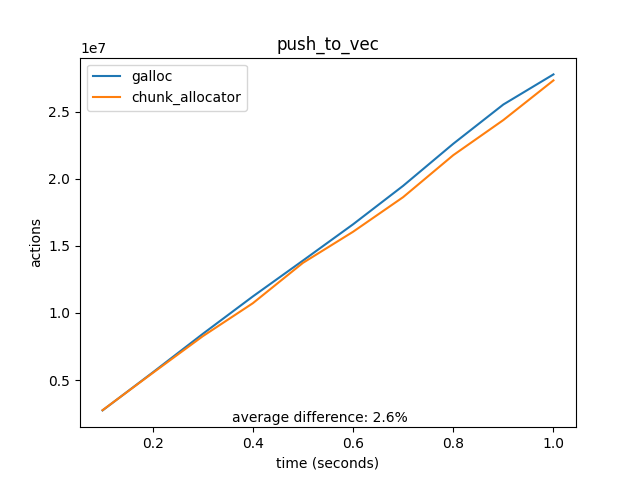 push_to_vec
1e7
galloc
chunk_allocator
2.5
2.0
1.5
1.0
0.5
actions
average difference: 2.6%
0.2 0.4 0.6 0.8 1.0
time (seconds)